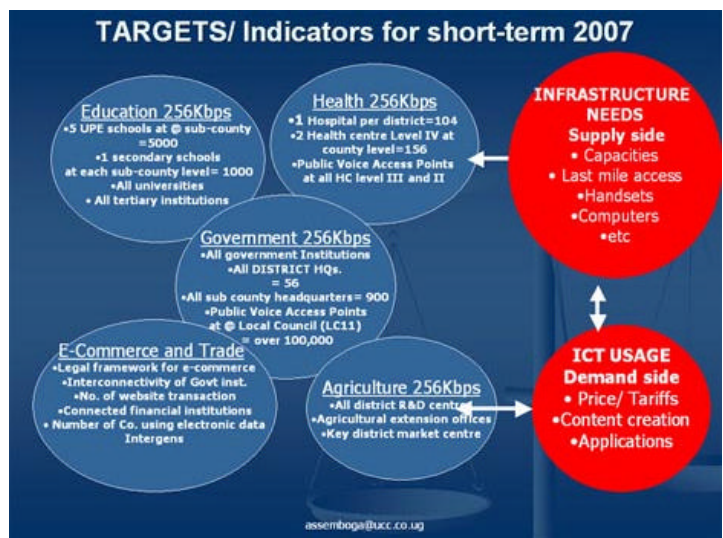 TARGETS/ Indicators for short-term 2007
Education 256Kbps
•5 UPE schools at @ sub-county
=5000
•1 secondary schools
at each sub-county level= 1000
•All universities
• All tertiary institutions
Health 256Kbps
•1 Hospital per district=104
•2 Health centre Level IV at
county level=156
•Public Voice Access Points
at all HC level III and II
Government 256Kbps
•All government Institutions
•All DISTRICT HQs.
= 56
•All sub county headquarters= 900
•Public Voice Access Points
at @ Local Council (LC11)
= over 100,000
E-Commerce and Trade
•Legal framework for e-commerce
•Interconnectivity of Govt inst.
•No. of website transaction
•Connected financial institutions
• Number of Co. using electronic data
Intergens
Agriculture 256Kbps
•All district R&D centre
•Agricultural extension offices
•Key district market centre
INFRASTRUCTURE
NEEDS
Supply side
• Capacities
• Last mile access
•Handsets
•Computers
•etc
ICT USAGE
Demand side
• Price/ Tariffs
•Content creation
•Applications
assemboga@ucc.co.ug